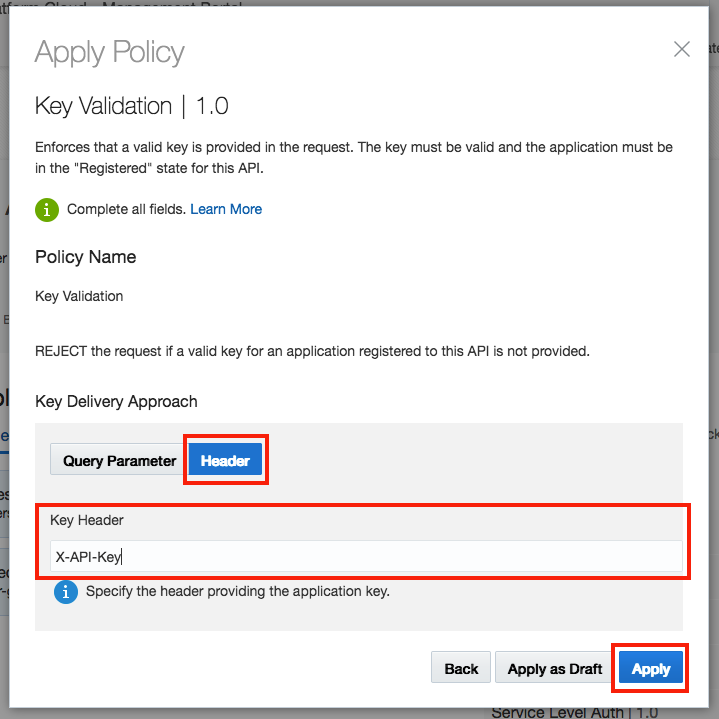 Platform Cloud - Management Portal
Apply Policy
Key Validation | 1.0
Enforces that a valid key is provided in the request. The key must be valid and the application must be
in the "Registered" state for this API.
Complete all fields. Learn More
Policy Name
Key Validation
REJECT the request if a valid key for an application registered to this API is not provided.
Key Delivery Approach
Query Parameter Header
Key Header
X-API-Key
Specify the header providing the application key.
Back Apply as Draft Apply
Service Level Auth | 1.0